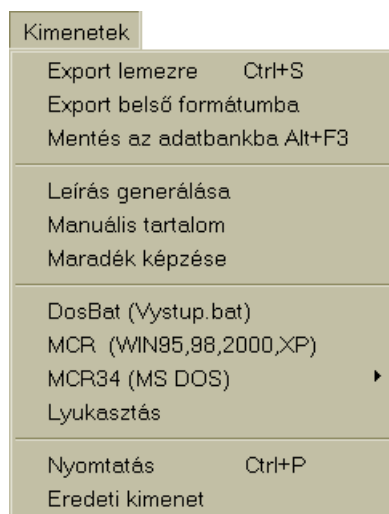 Kimenetek
Export lemezre Ctrl+S
Export belső formátumba
Mentés az adatbankba Alt+F3
Leírás generálása
Manuális tartalom
Maradék képzése
DosBat (Vystup.bat)
MCR (WIN95,98,2000,XP)
MCR34 (MS DOS)
Lyukasztás
Nyomtatás Ctrl+P
Eredeti kimenet